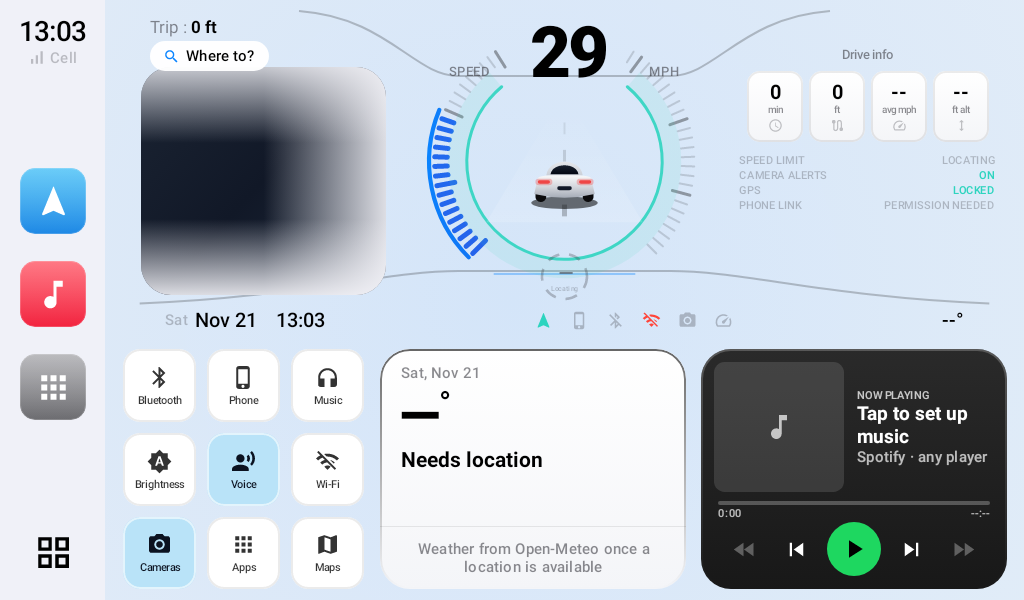 13:03
Cell
Trip : 0 ft
Where to?
SPEED
29
MPH
Locating
Drive info
0
min
0
ft
--
avg mph
--
ft alt
SPEED LIMIT LOCATING
CAMERA ALERTS ON
GPS LOCKED
PHONE LINK PERMISSION NEEDED
Sat Nov 21 13:03
--°
Bluetooth
Phone
Music
Brightness
Voice
Wi-Fi
Cameras
Apps
Maps
Sat, Nov 21
—°
Needs location
Weather from Open-Meteo once a
location is available
NOW PLAYING
Tap to set up
music
Spotify · any player
0:00 --:--